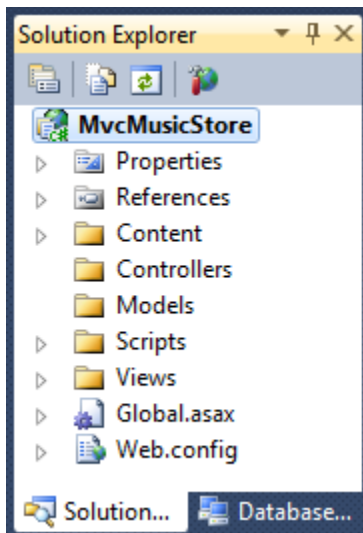 Solution Explorer
MvcMusicStore
Properties
References
Content
Controllers
Models
Scripts
Views
Global.asax
Web.config
Solution... Database...